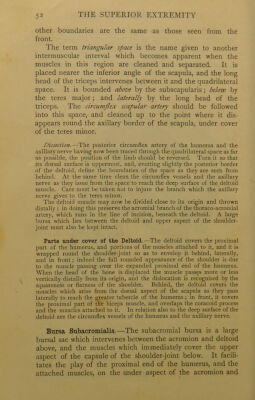 52 THE SUPERIOR EXTREMITY
other boundaries are the same as those seen from the
front.
The term triangular space is the name given to another
intermuscular interval which becomes apparent when the
muscles in this region are cleaned and separated. It is
placed nearer the inferior angle of the scapula, and the long
head of the triceps intervenes between it and the quadrilateral
space. It is bounded above by the subscapularis; below by
the teres major; and laterally by the long head of the
triceps. The circumflex scapular artery should be followed
into this space, and cleaned up to the point where it dis-
appears round the axillary border of the scapula, under cover
of the teres minor.
Dissection.—The posterior circumflex artery of the humerus and the
axillary nerve having now been traced through the quadrilateral space as far
as possible, the position of the limb should be reversed. Turn it so that
its dorsal surface is uppermost, and, everting slightly the posterior border
of the deltoid, define the boundaries of the space as they are seen from
behind. At the same time clean the circumflex vessels and the axillary
nerve as they issue from the space to reach the deep surface of the deltoid
muscle. Care must be taken not to injure the branch which the axillary
nerve gives to the teres minor.
The deltoid muscle may now be divided close to its origin and thrown
distally; in doing this preserve the acromial branch of the thoraco-acromial
artery, which runs in the line of incision, beneath the deltoid. A large
bursa which lies between the deltoid and upper aspect of the shoulder-
joint must also be kept intact.
Parts under cover of the Deltoid.—The deltoid covers the proximal
part of the humerus, and portions of the muscles attached to it, and it is
wrapped round the shoulder-joint so as to envelop it behind, laterally,
and in front; indeed the full rounded appearance of the shoulder is due
to the muscle passing over the expanded proximal end of the humerus.
When the head of the bone is displaced the muscle passes more or less
vertically distally from its origin, and the dislocation is recognised by the
squareness or flatness of the shoulder. Behind, the deltoid covers the
muscles which arise from the dorsal aspect of the scapula as they pass
laterally to reach the greater tubercle of the humerus; in front, it covers
the proximal part of the biceps muscle, and overlaps the coracoid process
and the muscles attached to it. In relation also to the deep surface of the
deltoid are the circumflex vessels of the humerus and the axillary nerve.
Bursa Subacromialis.—The subacromial bursa is a large
bursal sac which intervenes between the acromion and deltoid
above, and the muscles which immediately cover the upper
aspect of the capsule of the shoulder-joint below. It facili-
tates the play of the proximal end of the humerus, and the
attached muscles, on the under aspect of the acromion and